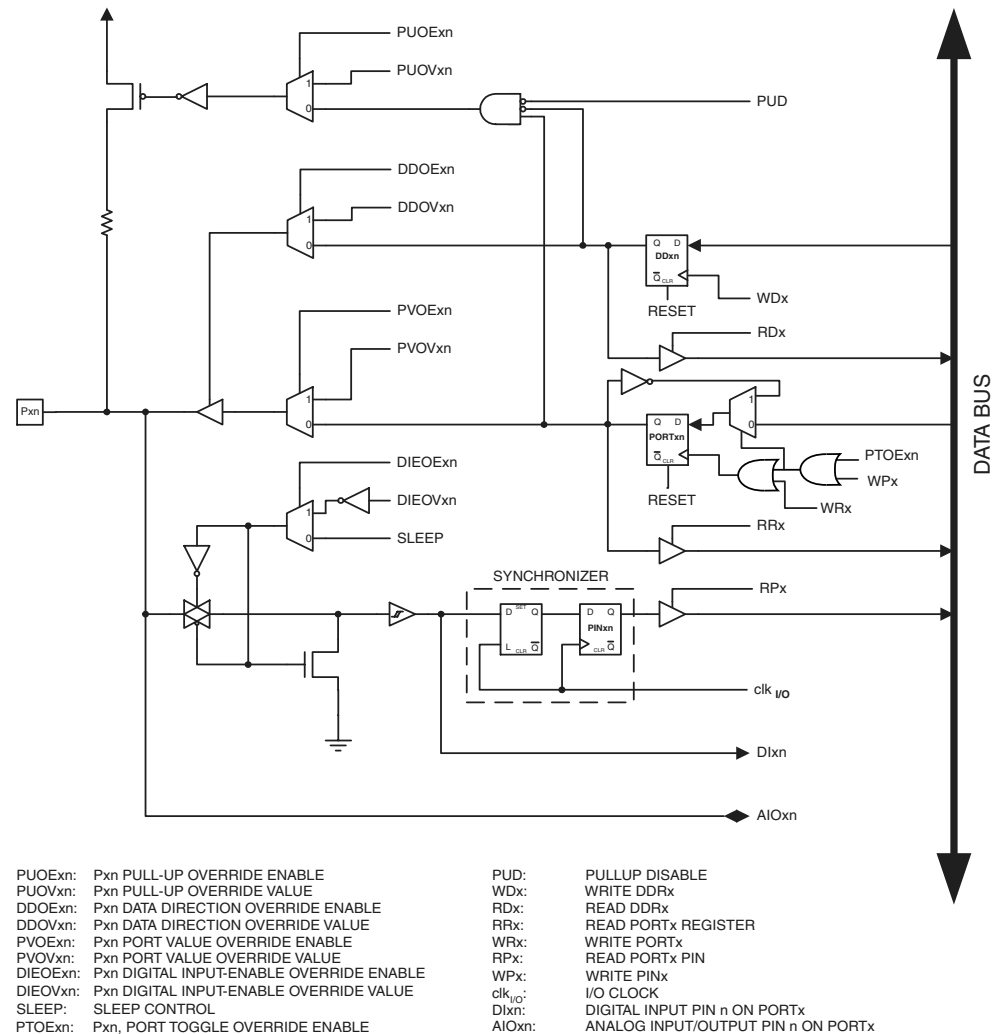 PUOExn
PUOVxn
1
0
PUD
DDOExn
DDOVxn
1
0
Q D
DDxn
Q CLR
WDx
RESET
RDx
PVOExn
PVOVxn
1
0
Pxn
1
0
Q D
PORTxn
Q CLR
PTOExn
WPx
RESET
WRx
RRx
DIEOExn
DIEOVxn
1
0
SLEEP
SYNCHRONIZER
RPx
D SET Q
L CLR Q
D Q
PINxn
CLR Q
clk I/O
DIxn
AIOxn
DATA BUS
PUOExn: Pxn PULL-UP OVERRIDE ENABLE
PUOVxn: Pxn PULL-UP OVERRIDE VALUE
DDOExn: Pxn DATA DIRECTION OVERRIDE ENABLE
DDOVxn: Pxn DATA DIRECTION OVERRIDE VALUE
PVOExn: Pxn PORT VALUE OVERRIDE ENABLE
PVOVxn: Pxn PORT VALUE OVERRIDE VALUE
DIEOExn: Pxn DIGITAL INPUT-ENABLE OVERRIDE ENABLE
DIEOVxn: Pxn DIGITAL INPUT-ENABLE OVERRIDE VALUE
SLEEP: SLEEP CONTROL
PTOExn: Pxn, PORT TOGGLE OVERRIDE ENABLE
PUD: PULLUP DISABLE
WDx: WRITE DDRx
RDx: READ DDRx
RRx: READ PORTx REGISTER
WRx: WRITE PORTx
RPx: READ PORTx PIN
WPx: WRITE PINx
clkI/O: I/O CLOCK
DIxn: DIGITAL INPUT PIN n ON PORTx
AIOxn: ANALOG INPUT/OUTPUT PIN n ON PORTx